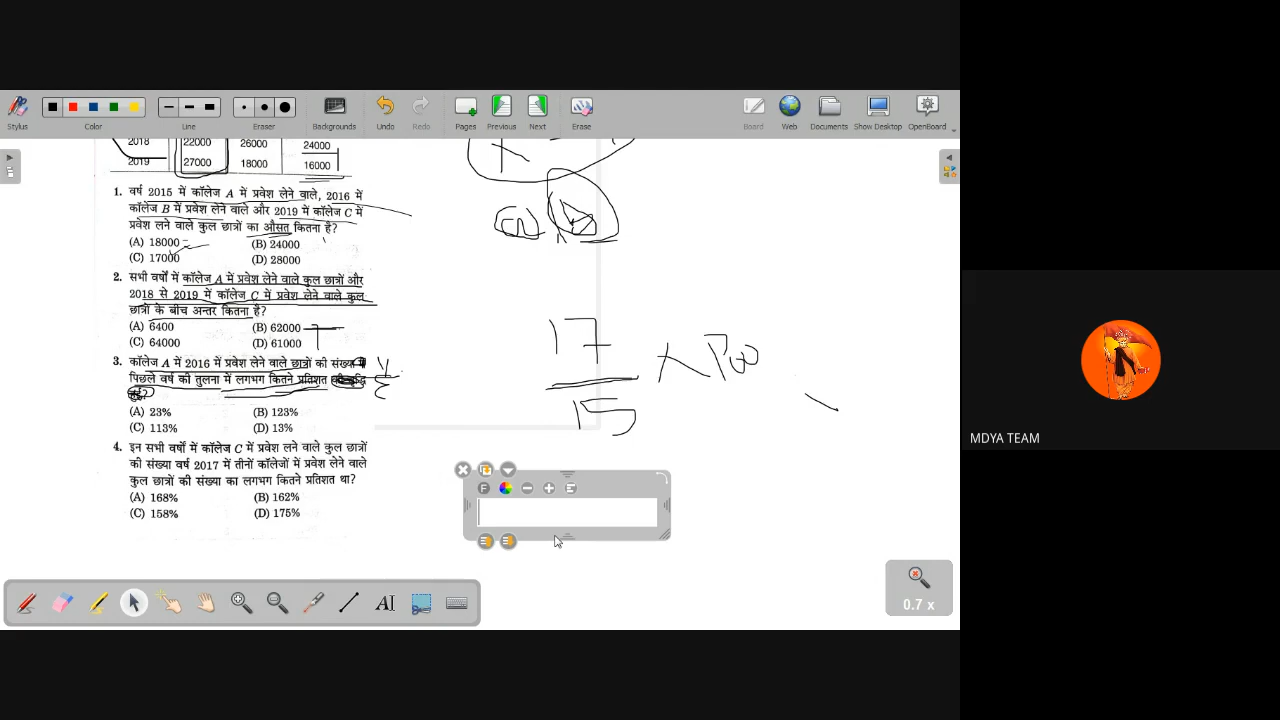 Stylus
Color
Line
Eraser
Backgrounds
Undo
Redo
Pages
Previous
Next
Erase
Board
Web
Documents
Show Desktop
OpenBoard
2018 22000 26000 24000
2019 27000 18000 16000
1. वर्ष 2015 में कॉलेज A में प्रवेश लेने वाले, 2016 में
कॉलेज B में प्रवेश लेने वाले और 2019 में कॉलेज C में
प्रवेश लेने वाले कुल छात्रों का औसत कितना है?
(A) 18000 (B) 24000
(C) 17000 (D) 28000
2. सभी वर्षों में कॉलेज A में प्रवेश लेने वाले कुल छात्रों और
2018 से 2019 में कॉलेज C में प्रवेश लेने वाले कुल
छात्रों के बीच अन्तर कितना है?
(A) 6400 (B) 62000
(C) 64000 (D) 61000
3. कॉलेज A में 2016 में प्रवेश लेने वाले छात्रों की संख्या
पिछले वर्ष की तुलना में लगभग कितने प्रतिशत
(A) 23% (B) 123%
(C) 113% (D) 13%
4. इन सभी वर्षों में कॉलेज C में प्रवेश लेने वाले कुल छात्रों
की संख्या वर्ष 2017 में तीनों कॉलेजों में प्रवेश लेने वाले
कुल छात्रों की संख्या का लगभग कितने प्रतिशत था?
(A) 168% (B) 162%
(C) 158% (D) 175%
17
15
× 100
0.7 x
MDYA TEAM